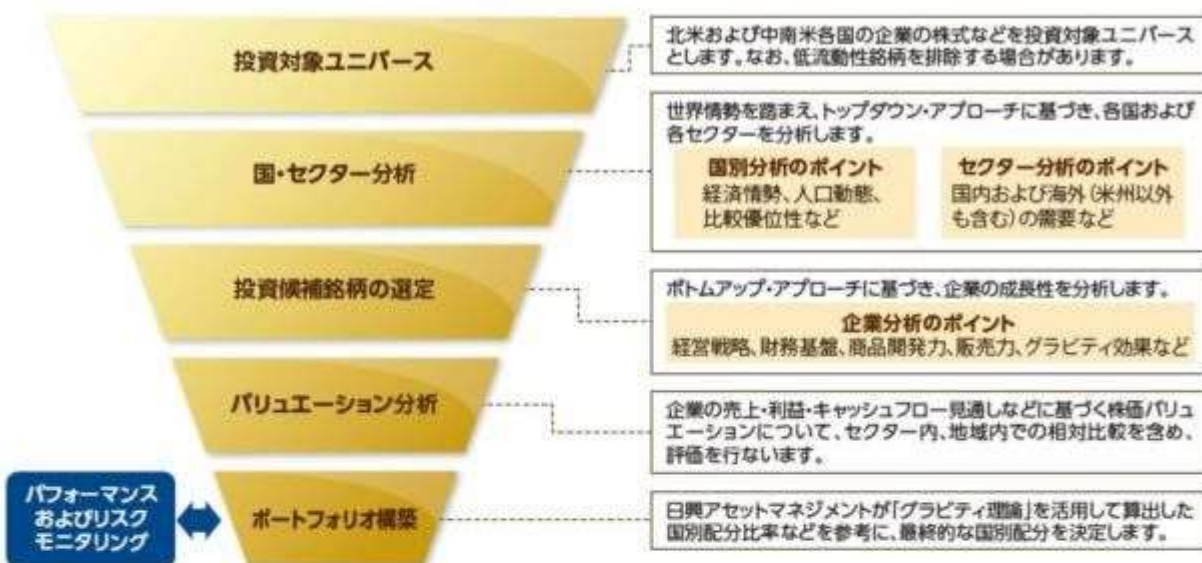 投資対象ユニバース
北米および中南米各国の企業の株式などを投資対象ユニバース
とします。なお、低流動性銘柄を排除する場合があります。
国・セクター分析
世界情勢を踏まえ、トップダウン・アプローチに基づき、各国および
各セクターを分析します。
国別分析のポイント
経済情勢、人口動態、
比較優位性など
セクター分析のポイント
国内および海外(米州以外
も含む)の需要など
投資候補銘柄の選定
ボトムアップ・アプローチに基づき、企業の成長性を分析します。
企業分析のポイント
経営戦略、財務基盤、商品開発力、販売力、グラビティ効果など
バリュエーション分析
企業の売上・利益・キャッシュフロー見通しなどに基づく株価バリュ
エーションについて、セクター内、地域内での相対比較を含め、
評価を行ないます。
パフォーマンス
およびリスク
モニタリング
ポートフォリオ構築
日興アセットマネジメントが「グラビティ理論」を活用して算出した
国別配分比率などを参考に、最終的な国別配分を決定します。